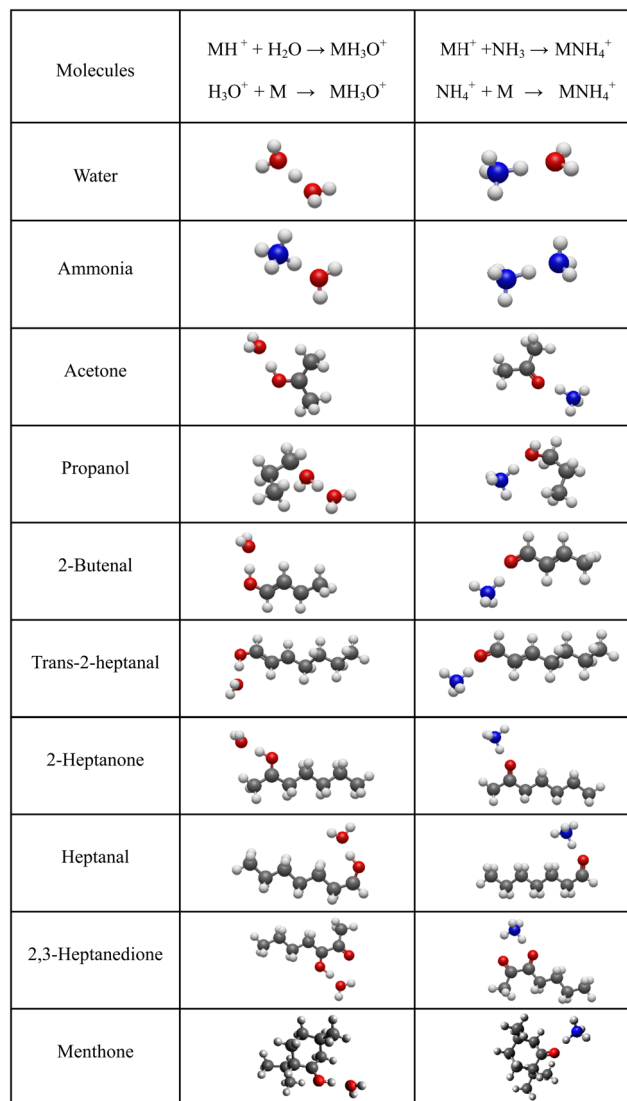 Molecules
MH⁺ + H₂O → MH₃O⁺
H₃O⁺ + M → MH₃O⁺
MH⁺ +NH₃ → MNH₄⁺
NH₄⁺ + M → MNH₄⁺
Water
Ammonia
Acetone
Propanol
2-Butenal
Trans-2-heptanal
2-Heptanone
Heptanal
2,3-Heptanedione
Menthone